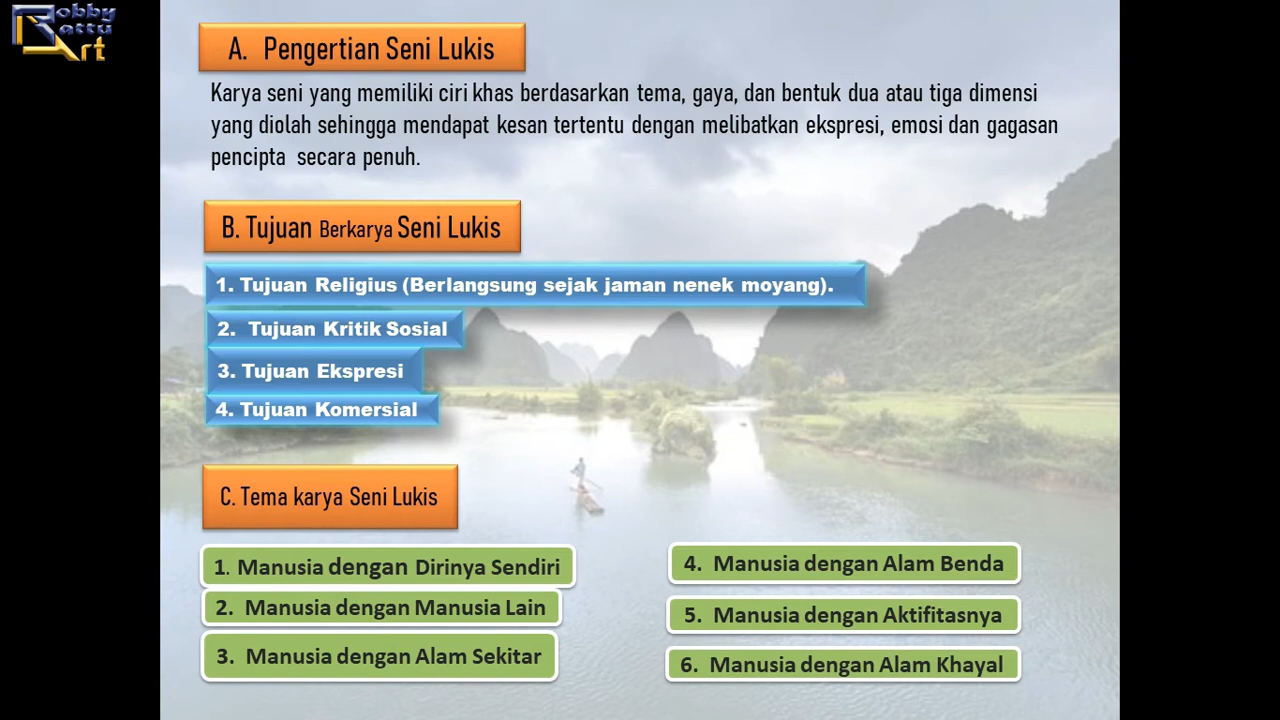 Bobby
Rattu
Art
A. Pengertian Seni Lukis
Karya seni yang memiliki ciri khas berdasarkan tema, gaya, dan bentuk dua atau tiga dimensi
yang diolah sehingga mendapat kesan tertentu dengan melibatkan ekspresi, emosi dan gagasan
pencipta secara penuh.
B. Tujuan Berkarya Seni Lukis
1. Tujuan Religius (Berlangsung sejak jaman nenek moyang).
2. Tujuan Kritik Sosial
3. Tujuan Ekspresi
4. Tujuan Komersial
C. Tema karya Seni Lukis
1. Manusia dengan Dirinya Sendiri
2. Manusia dengan Manusia Lain
3. Manusia dengan Alam Sekitar
4. Manusia dengan Alam Benda
5. Manusia dengan Aktifitasnya
6. Manusia dengan Alam Khayal